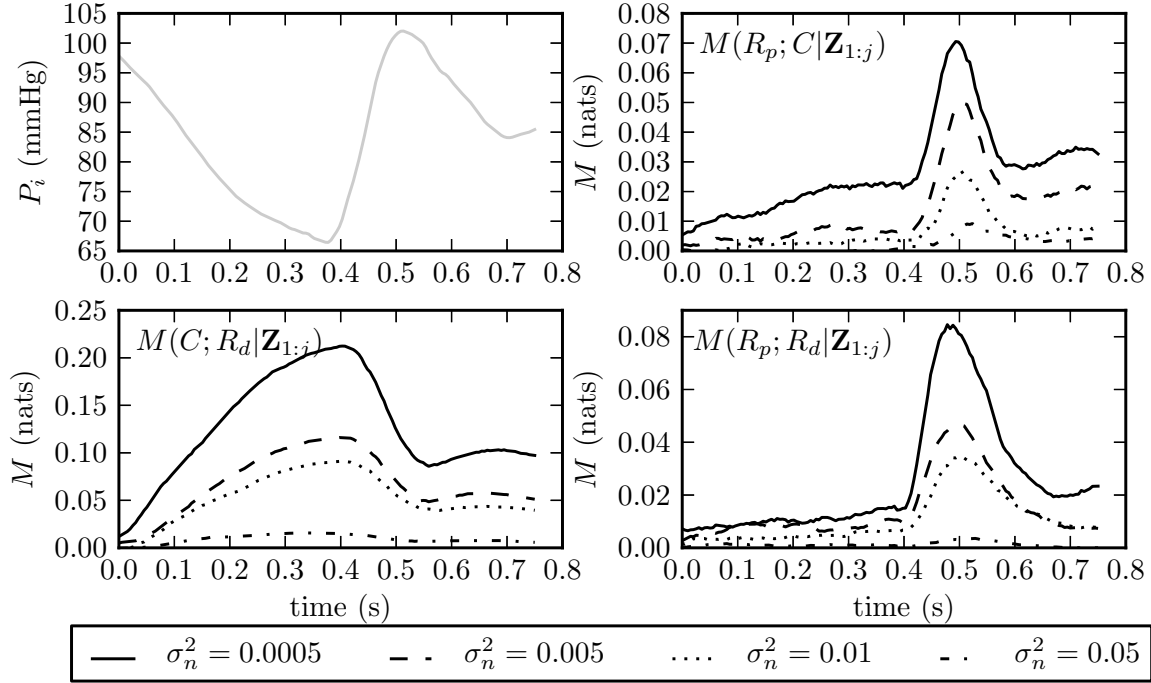 105
100
95
90
85
80
75
70
65
P_i (mmHg)
0.0 0.1 0.2 0.3 0.4 0.5 0.6 0.7 0.8
M(R_p; C|Z_{1:j})
0.08
0.07
0.06
0.05
0.04
0.03
0.02
0.01
0.00
M (nats)
0.0 0.1 0.2 0.3 0.4 0.5 0.6 0.7 0.8
M(C; R_d|Z_{1:j})
0.25
0.20
0.15
0.10
0.05
0.00
M (nats)
0.0 0.1 0.2 0.3 0.4 0.5 0.6 0.7 0.8
time (s)
M(R_p; R_d|Z_{1:j})
0.08
0.06
0.04
0.02
0.00
M (nats)
0.0 0.1 0.2 0.3 0.4 0.5 0.6 0.7 0.8
time (s)
σ_n^2 = 0.0005 σ_n^2 = 0.005 σ_n^2 = 0.01 σ_n^2 = 0.05